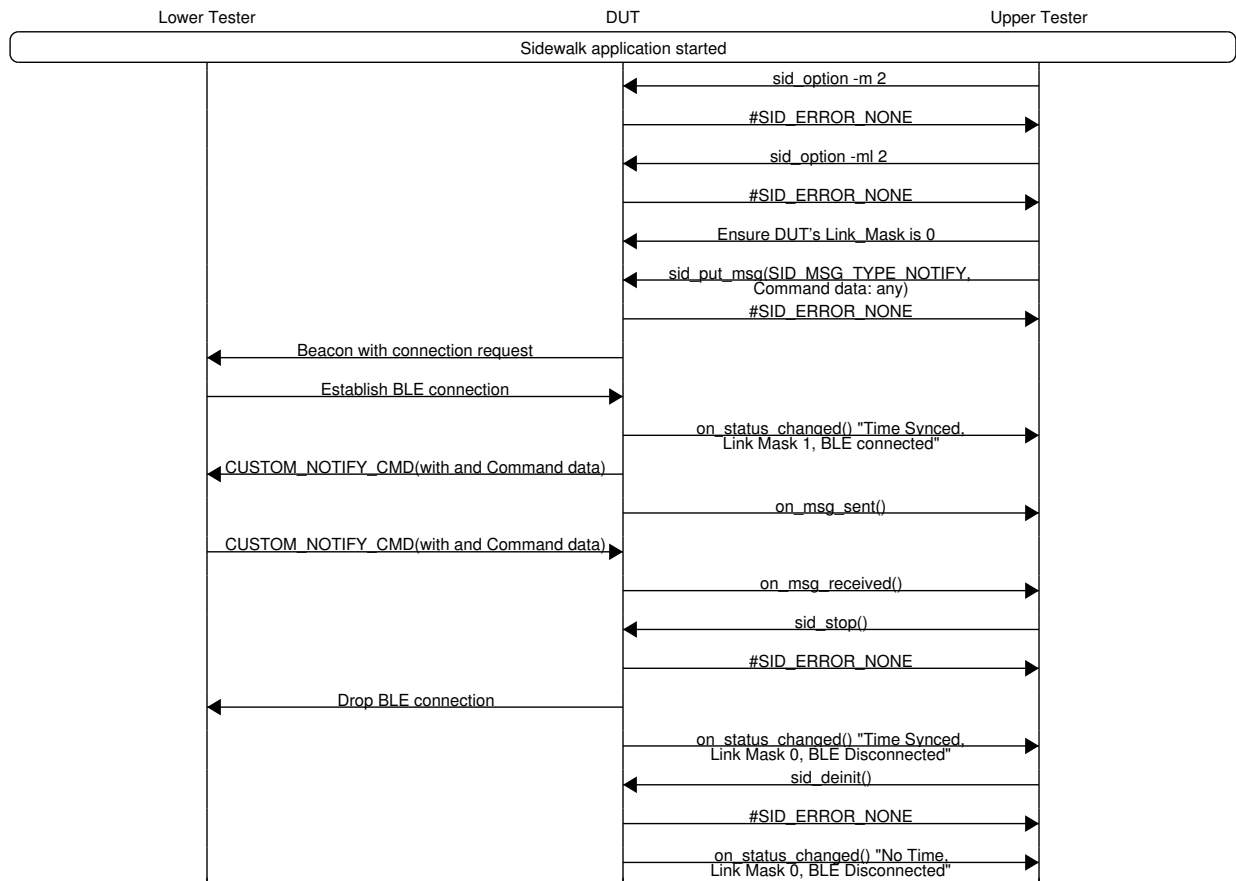 Lower Tester DUT Upper Tester
Sidewalk application started
sid_option -m 2
#SID_ERROR_NONE
sid_option -ml 2
#SID_ERROR_NONE
Ensure DUT's Link_Mask is 0
sid_put_msg(SID_MSG_TYPE_NOTIFY,
Command data: any)
#SID_ERROR_NONE
Beacon with connection request
Establish BLE connection
on_status_changed() "Time Synced,
Link Mask 1, BLE connected"
CUSTOM_NOTIFY_CMD(with and Command data)
on_msg_sent()
CUSTOM_NOTIFY_CMD(with and Command data)
on_msg_received()
sid_stop()
#SID_ERROR_NONE
Drop BLE connection
on_status_changed() "Time Synced,
Link Mask 0, BLE Disconnected"
sid_deinit()
#SID_ERROR_NONE
on_status_changed() "No Time,
Link Mask 0, BLE Disconnected"